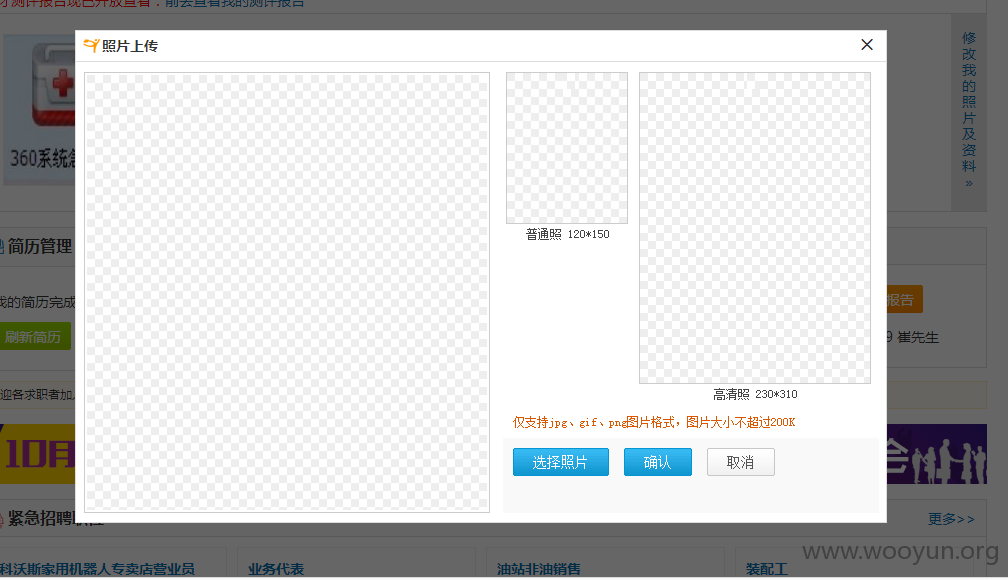 才测评报告现已开放查看！前去查看我的测评报告
照片上传
修改我的照片及资料
»
360系统急
普通照 120*150
简历管理
我的简历完成
报告
刷新简历
9 崔先生
高清照 230*310
迎各求职者加入
仅支持jpg、gif、png图片格式，图片大小不超过200K
10月
会
选择照片
确认
取消
紧急招聘职位
更多>>
www.wooyun.org
科沃斯家用机器人专卖店营业员
业务代表
油站非油销售
装配工